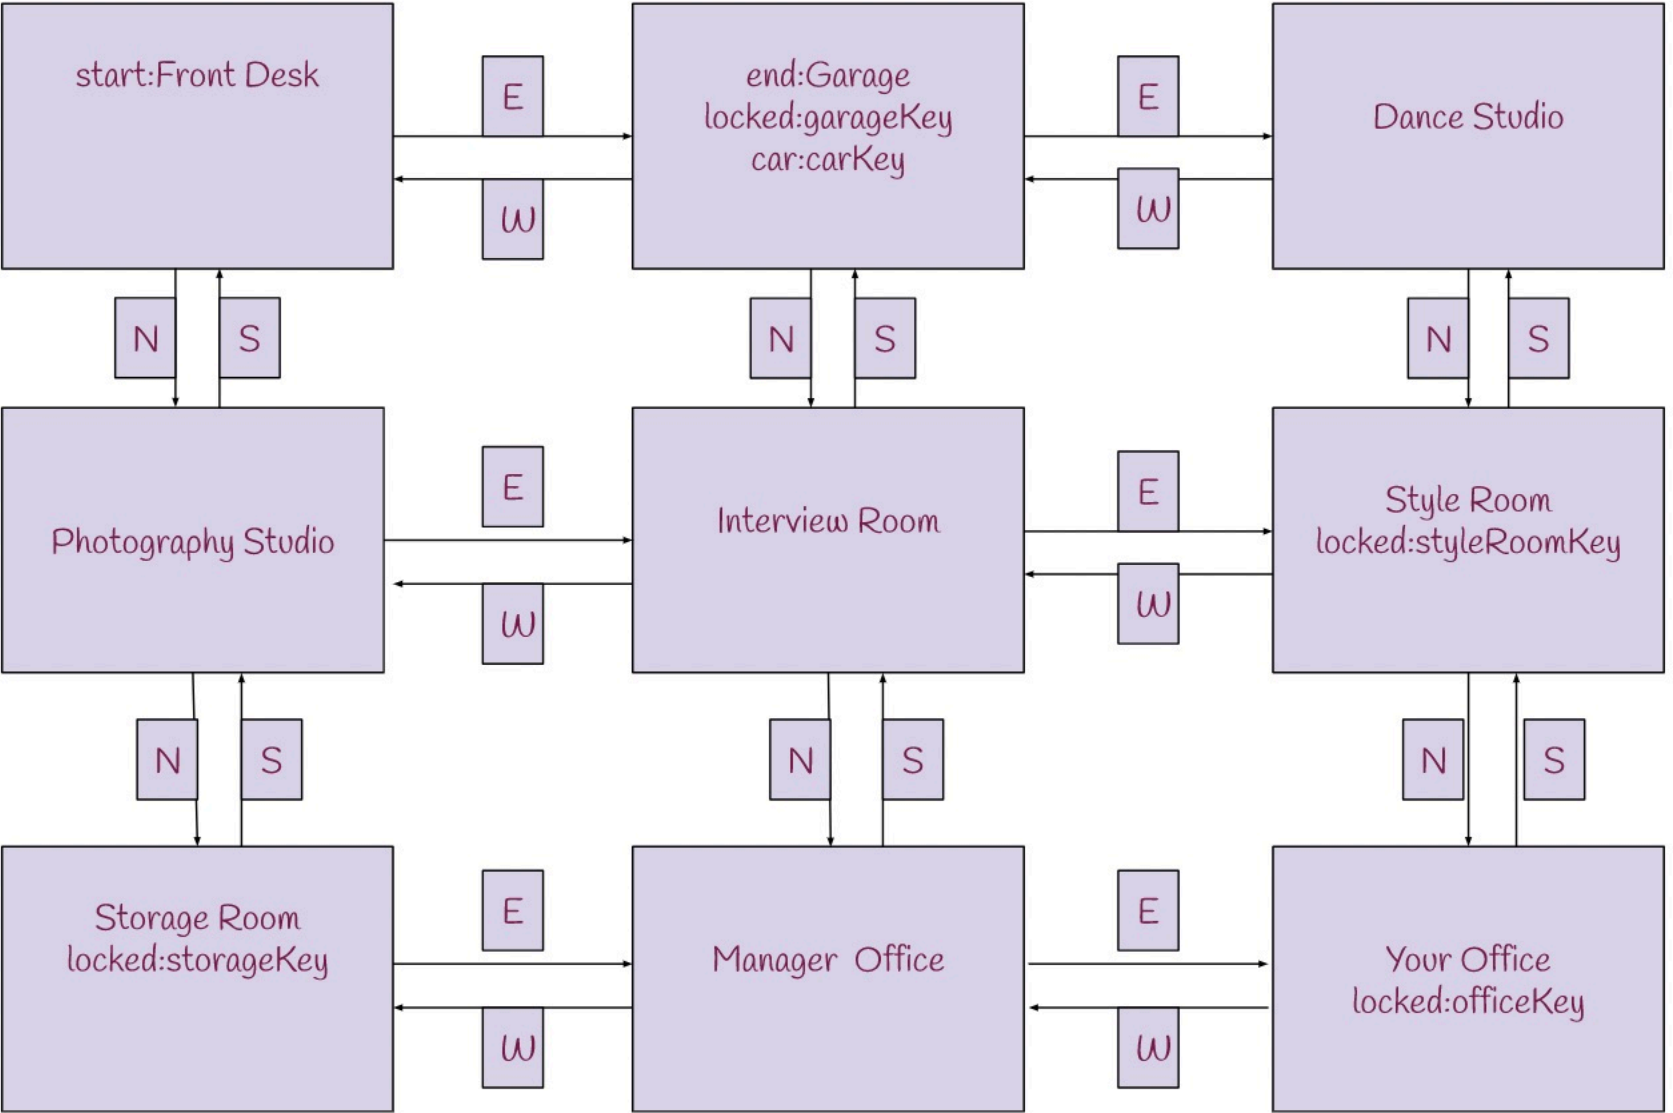 start:Front Desk
E
W
end:Garage
locked:garageKey
car:carKey
E
W
Dance Studio
N
S
N
S
N
S
Photography Studio
E
W
Interview Room
E
W
Style Room
locked:styleRoomKey
N
S
N
S
N
S
Storage Room
locked:storageKey
E
W
Manager Office
E
W
Your Office
locked:officeKey